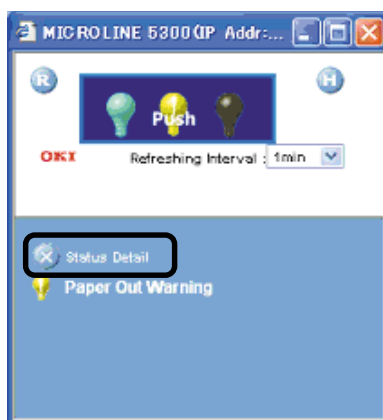 MICROLINE 5300 (IP Addr:...
R
H
Push
OKI
Refreshing Interval : 1min
Status Detail
Paper Out Warning